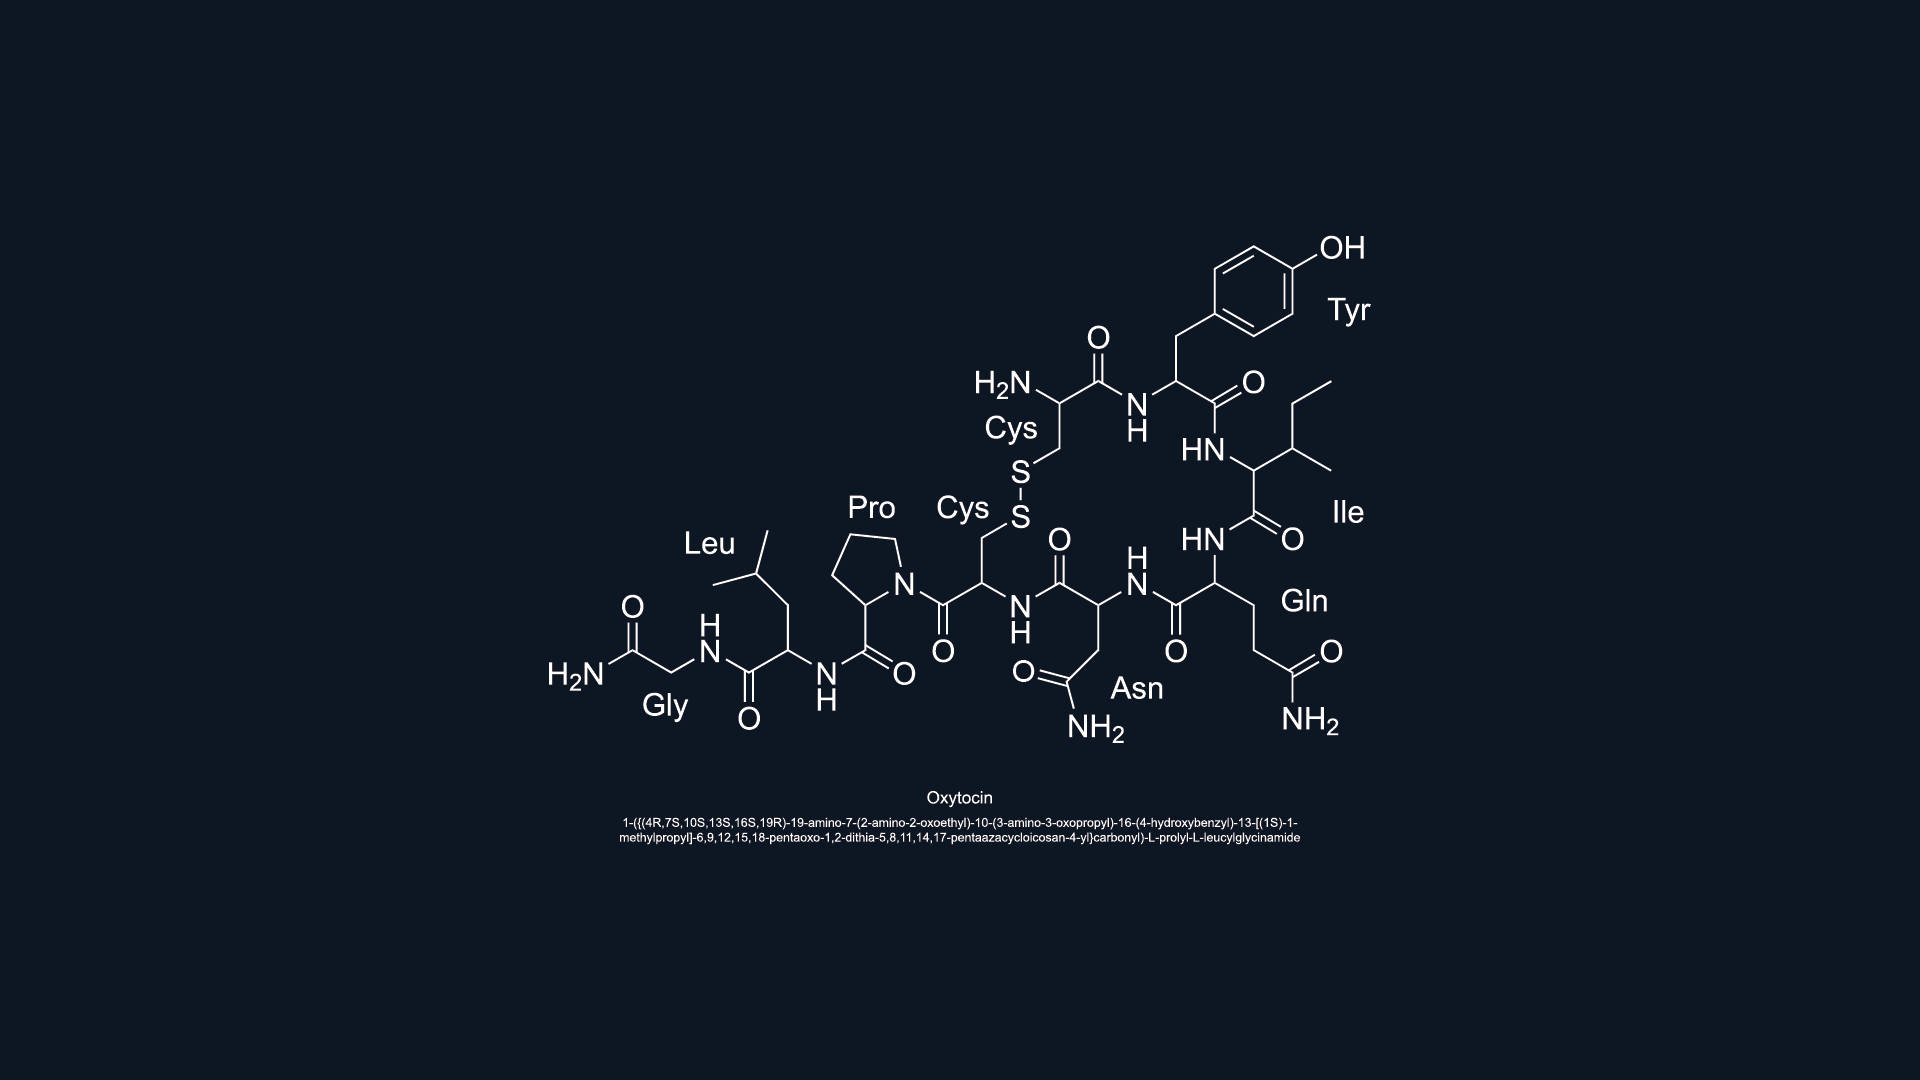 OH
Tyr
O
H₂N
O
N
H
Cys
HN
S
Ile
Pro
Cys
S
Leu
O
H
HN
O
N
N
Gln
O
H
N
H
O
O
O
H₂N
N
O
N
H
O
Asn
Gly
O
NH₂
NH₂
Oxytocin
1-({(4R,7S,10S,13S,16S,19R)-19-amino-7-(2-amino-2-oxoethyl)-10-(3-amino-3-oxopropyl)-16-(4-hydroxybenzyl)-13-[(1S)-1-
methylpropyl]-6,9,12,15,18-pentaoxo-1,2-dithia-5,8,11,14,17-pentaazacycloicosan-4-yl}carbonyl)-L-prolyl-L-leucylglycinamide